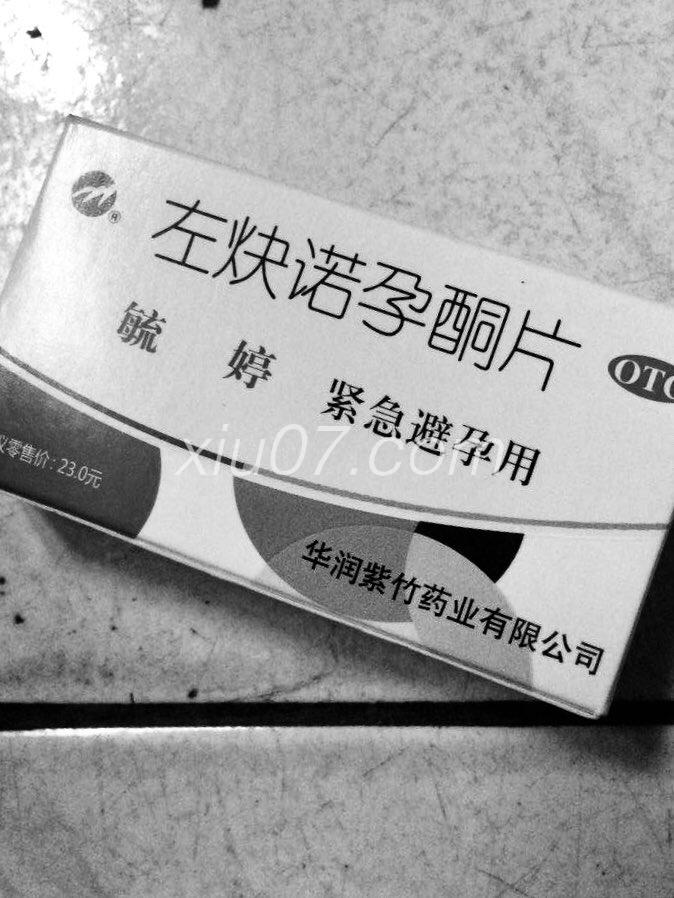 左炔诺孕酮片
OTC
毓婷 紧急避孕用
议零售价:23.0元
华润紫竹药业有限公司
xiu07.com